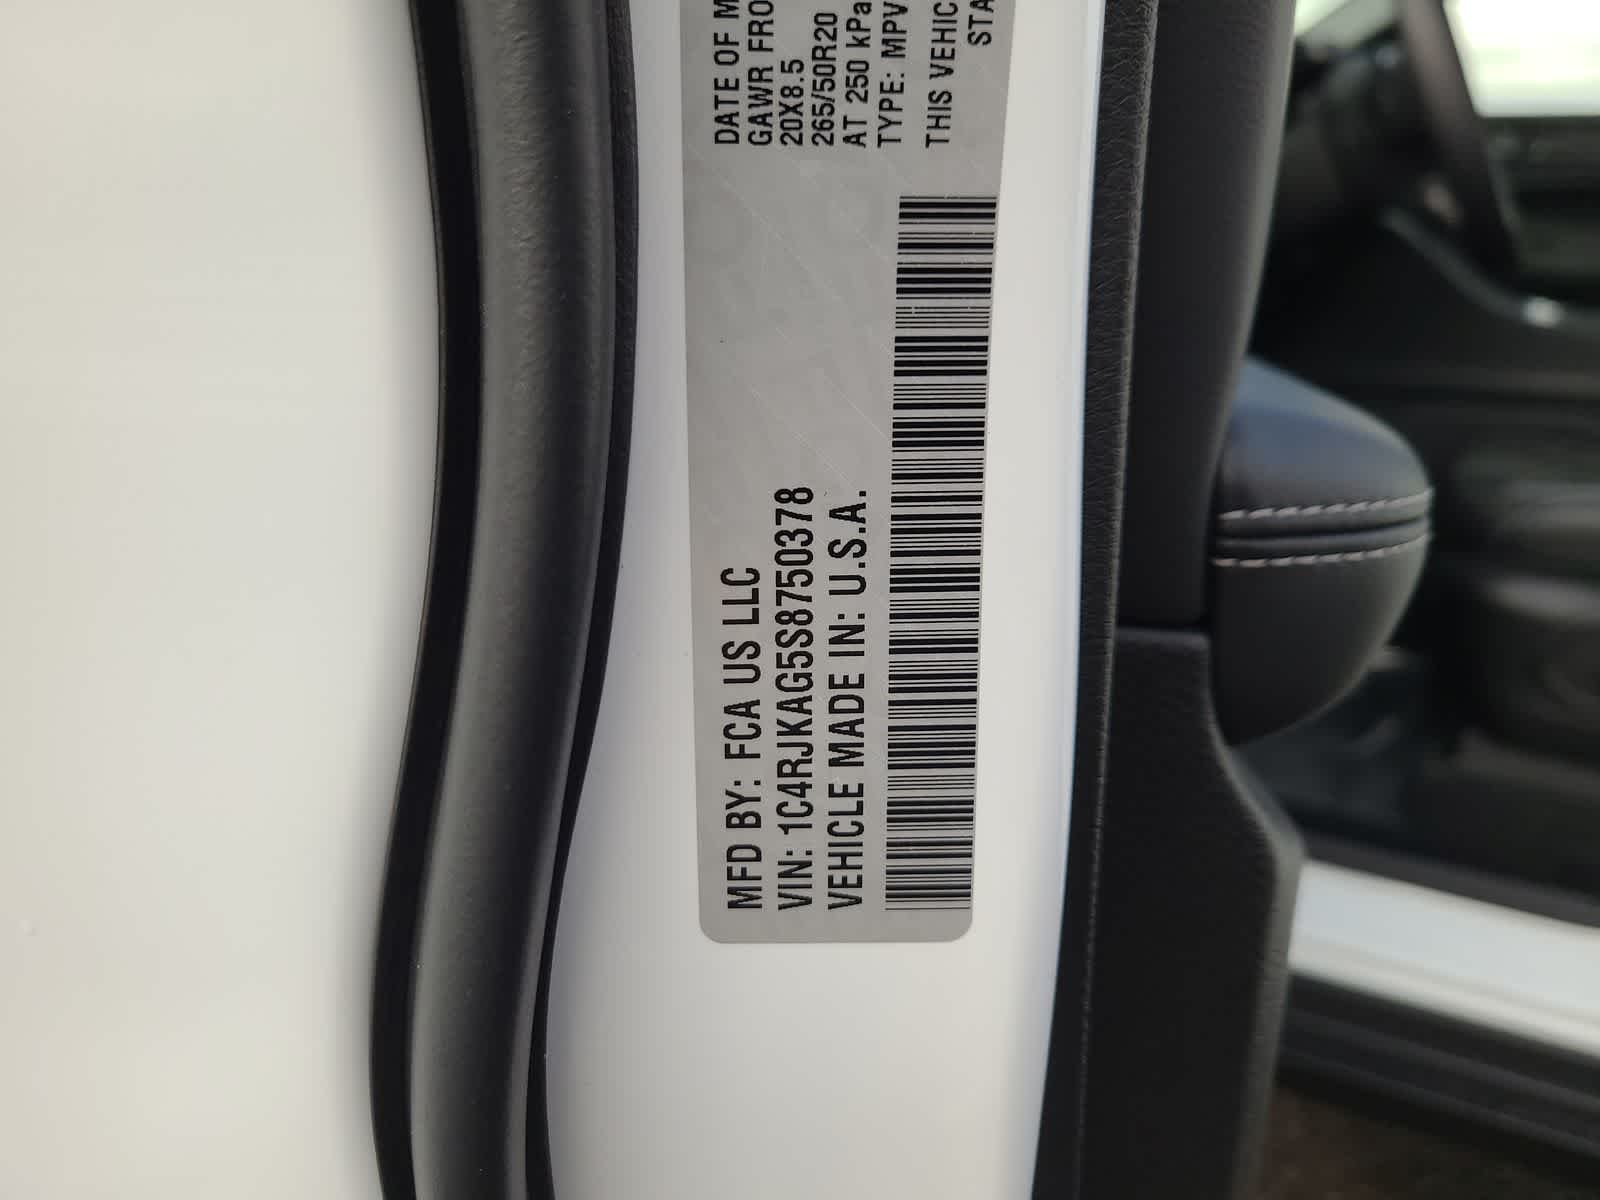 MFD BY: FCA US LLC
VIN: 1C4RJKAG5S8750378
VEHICLE MADE IN: U.S.A.
DATE OF M
GAWR FRO
20X8.5
265/50R20
AT 250 kPa
TYPE: MPV
THIS VEHIC
STA